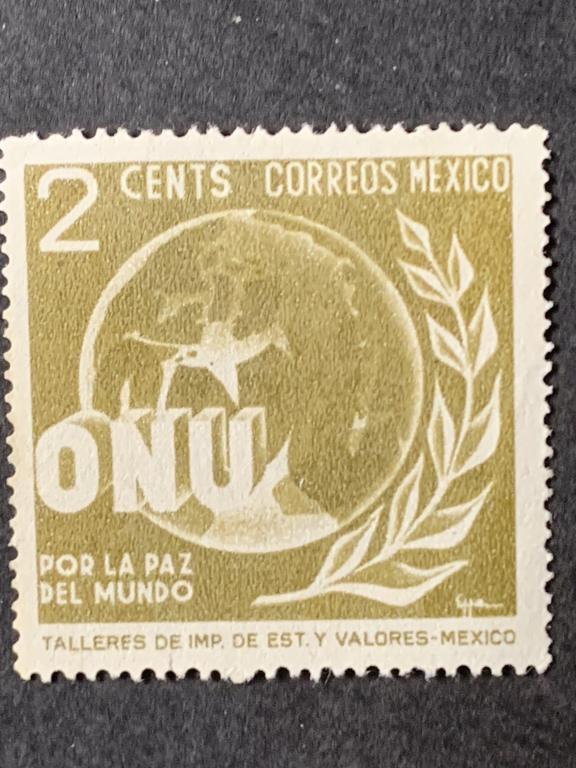 2 CENTS CORREOS MEXICO
ONU
POR LA PAZ
DEL MUNDO
TALLERES DE IMP. DE EST. Y VALORES-MEXICO